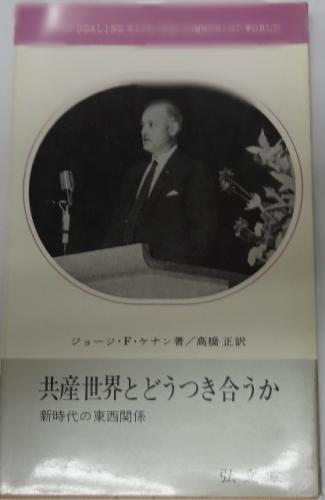 DEALING WITH THE COMMUNIST WORLD
ジョージ・F・ケナン著／高橋 正訳
共産世界とどうつき合うか
新時代の東西関係
弘文堂